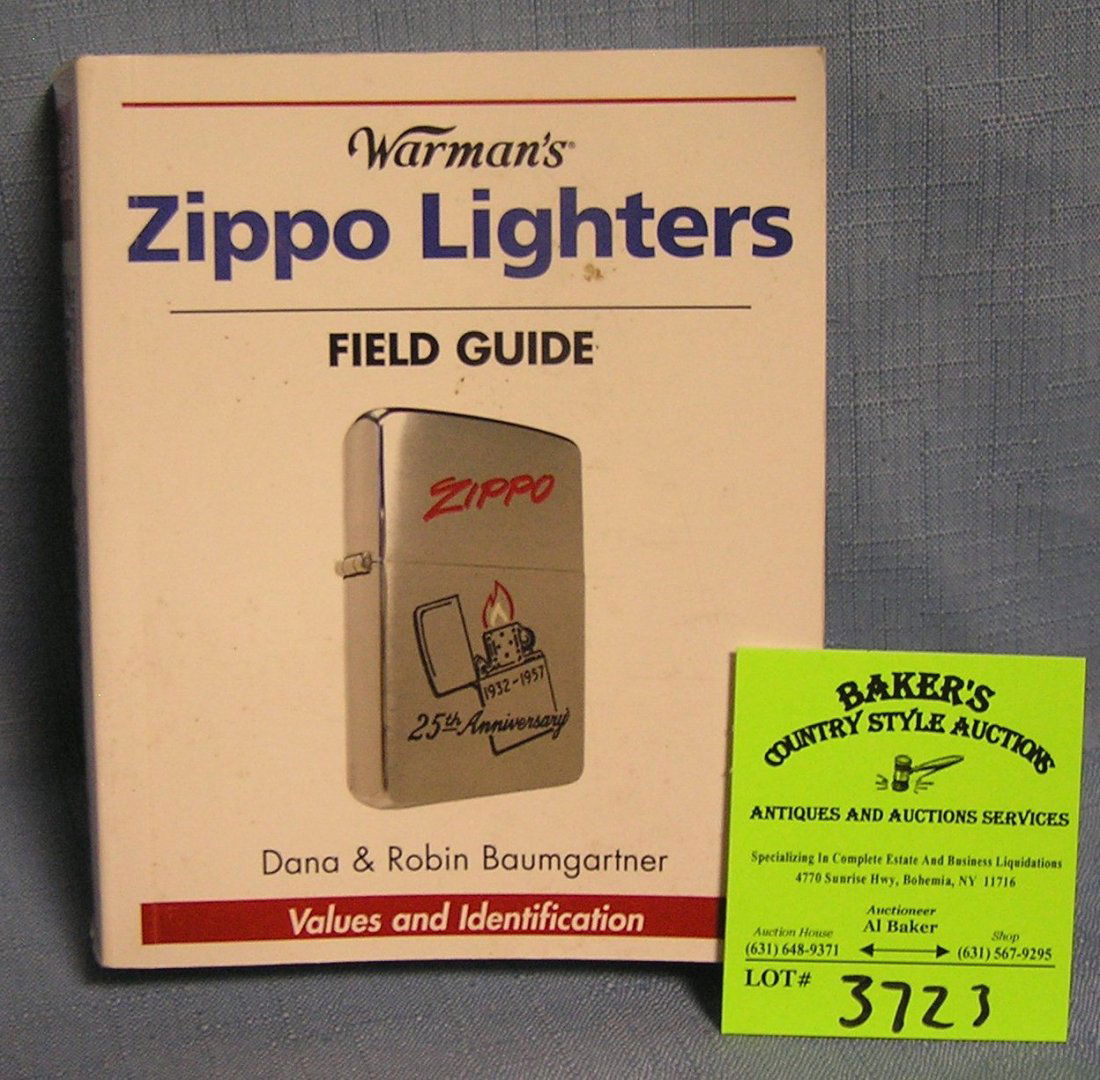 Warman's®
Zippo Lighters
FIELD GUIDE
ZIPPO
1932-1957
25th Anniversary
Dana & Robin Baumgartner
Values and Identification
BAKER'S
COUNTRY STYLE AUCTIONS
ANTIQUES AND AUCTIONS SERVICES
Specializing In Complete Estate And Business Liquidations
4770 Sunrise Hwy, Bohemia, NY 11716
Auctioneer
Al Baker
Auction House
(631) 648-9371
Shop
(631) 567-9295
LOT# 3723